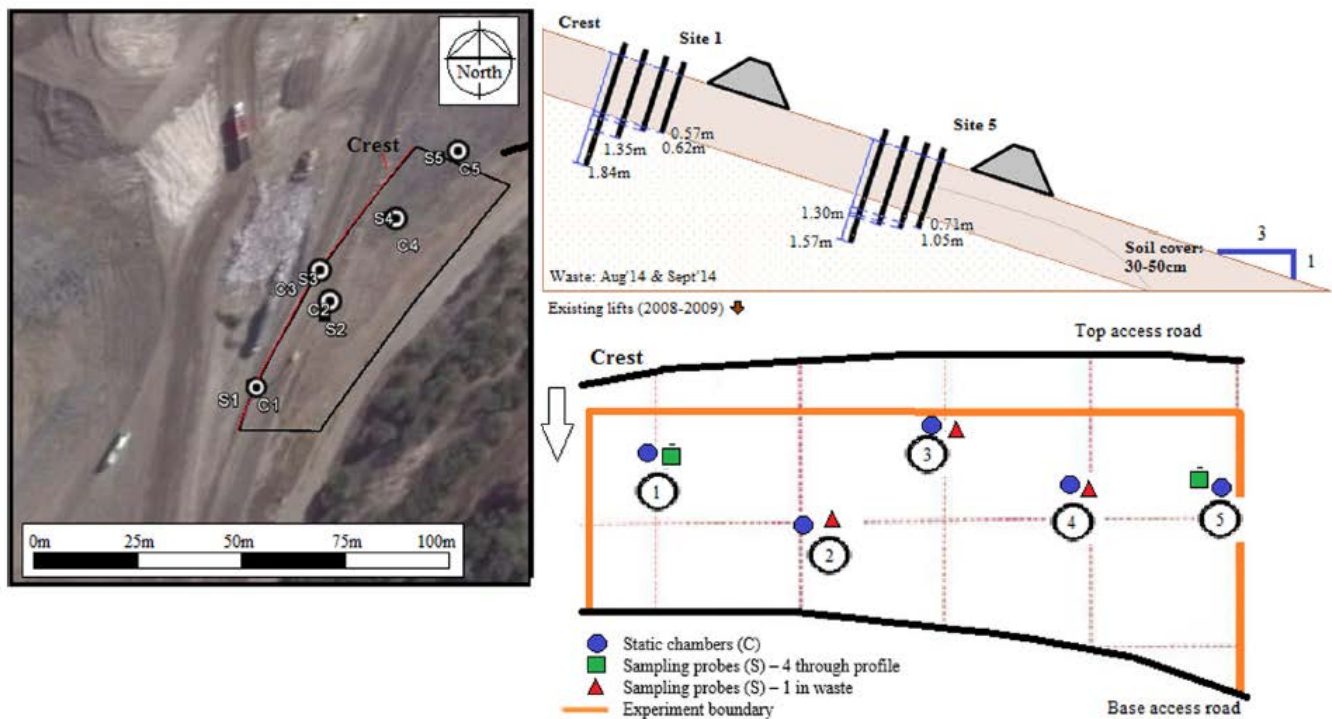 North
Crest
S5
C5
S4
C4
S3
C3
C2
S2
S1
C1
0m 25m 50m 75m 100m
Crest
Site 1
0.57m
1.35m
0.62m
1.84m
Site 5
1.30m
0.71m
1.57m
1.05m
3
1
Soil cover:
30-50cm
Waste: Aug'14 & Sept'14
Existing lifts (2008-2009)
Top access road
Crest
1
2
3
4
5
Static chambers (C)
Sampling probes (S) – 4 through profile
Sampling probes (S) – 1 in waste
Experiment boundary
Base access road